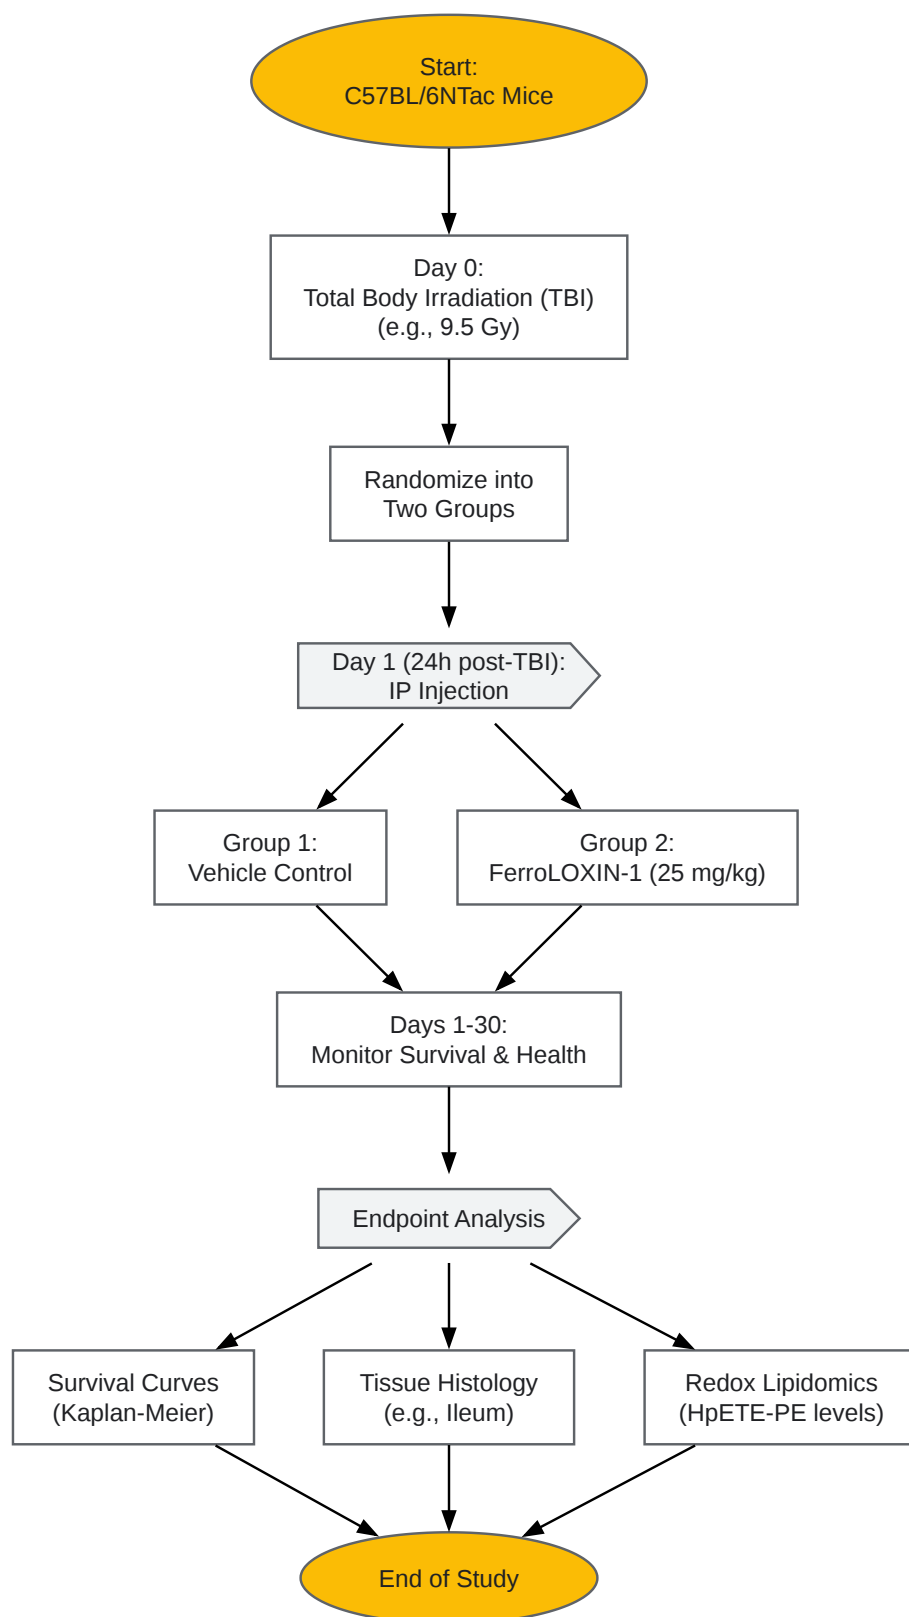 Start:
C57BL/6NTac Mice
Day 0:
Total Body Irradiation (TBI)
(e.g., 9.5 Gy)
Randomize into
Two Groups
Day 1 (24h post-TBI):
IP Injection
Group 1:
Vehicle Control
Group 2:
FerroLOXIN-1 (25 mg/kg)
Days 1-30:
Monitor Survival & Health
Endpoint Analysis
Survival Curves
(Kaplan-Meier)
Tissue Histology
(e.g., Ileum)
Redox Lipidomics
(HpETE-PE levels)
End of Study